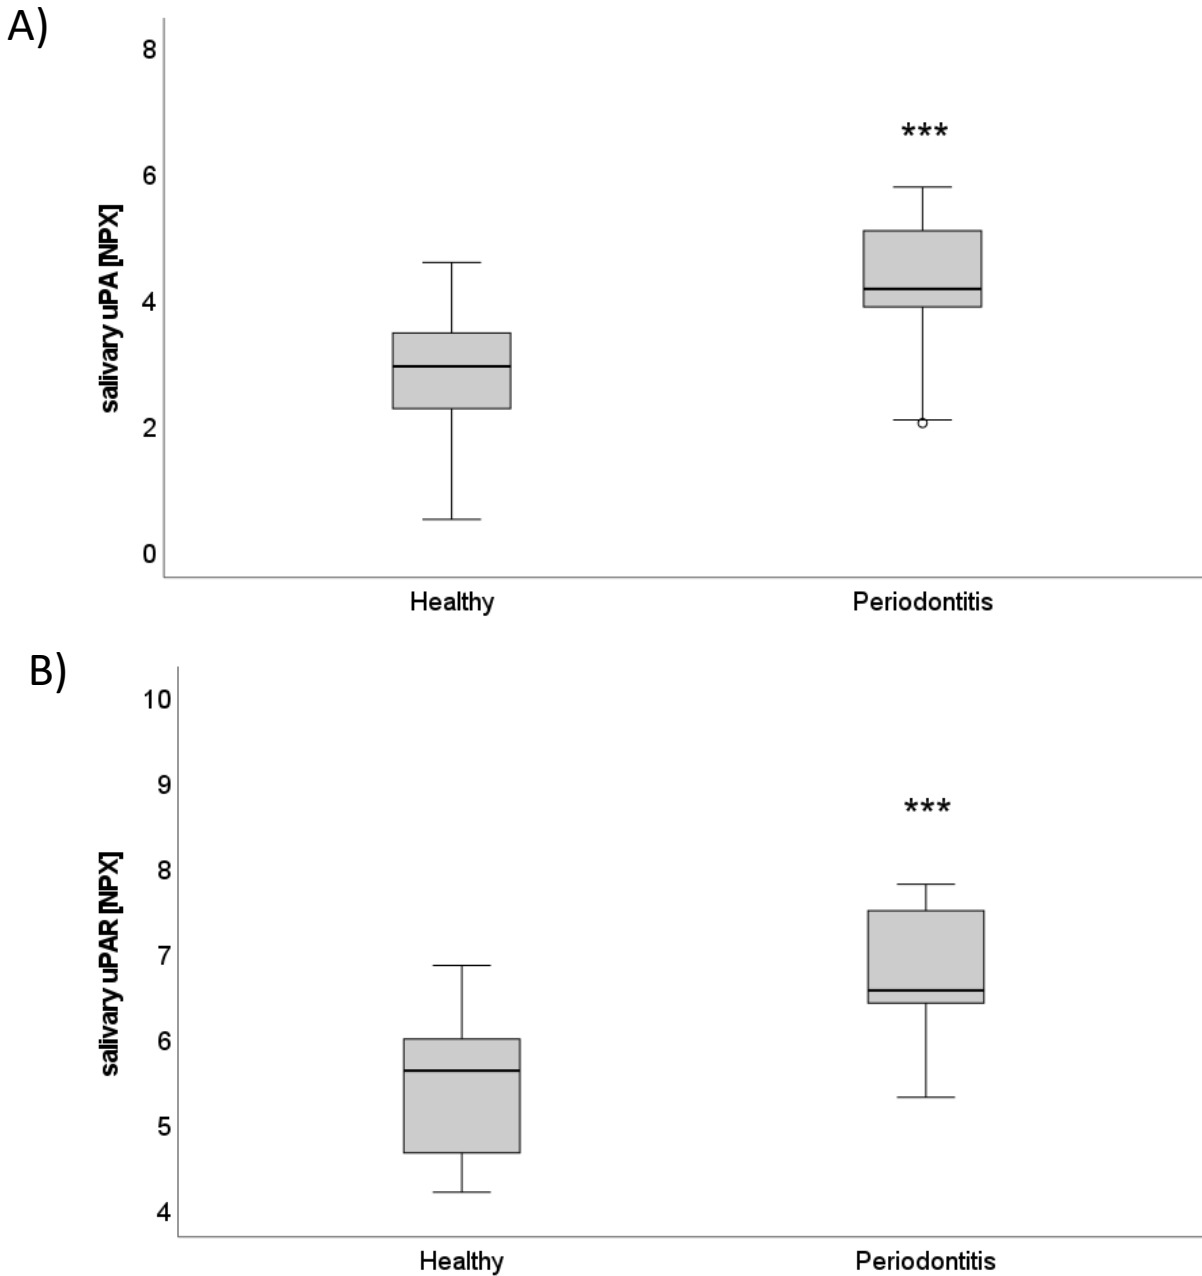 A)
8
***
6
salivary uPA [NPX]
4
2
0
Healthy Periodontitis
B)
10
9
***
8
salivary uPAR [NPX]
7
6
5
4
Healthy Periodontitis